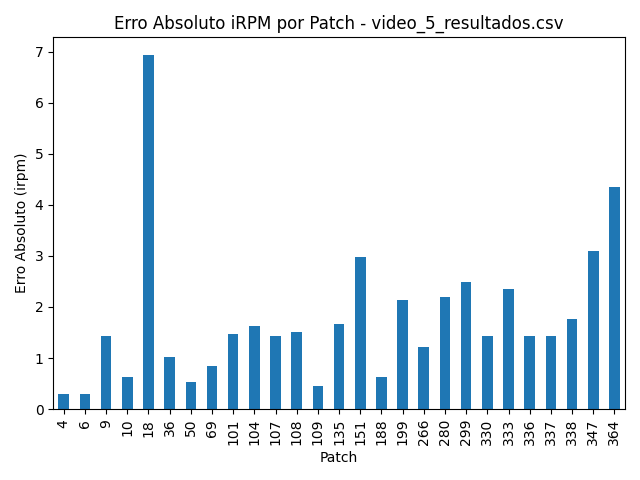 Erro Absoluto iRPM por Patch - video_5_resultados.csv
Erro Absoluto (irpm)
7
6
5
4
3
2
1
0
4 6 9 10 18 36 50 69 101 104 107 108 109 135 151 188 199 266 280 299 330 333 336 337 338 347 364
Patch